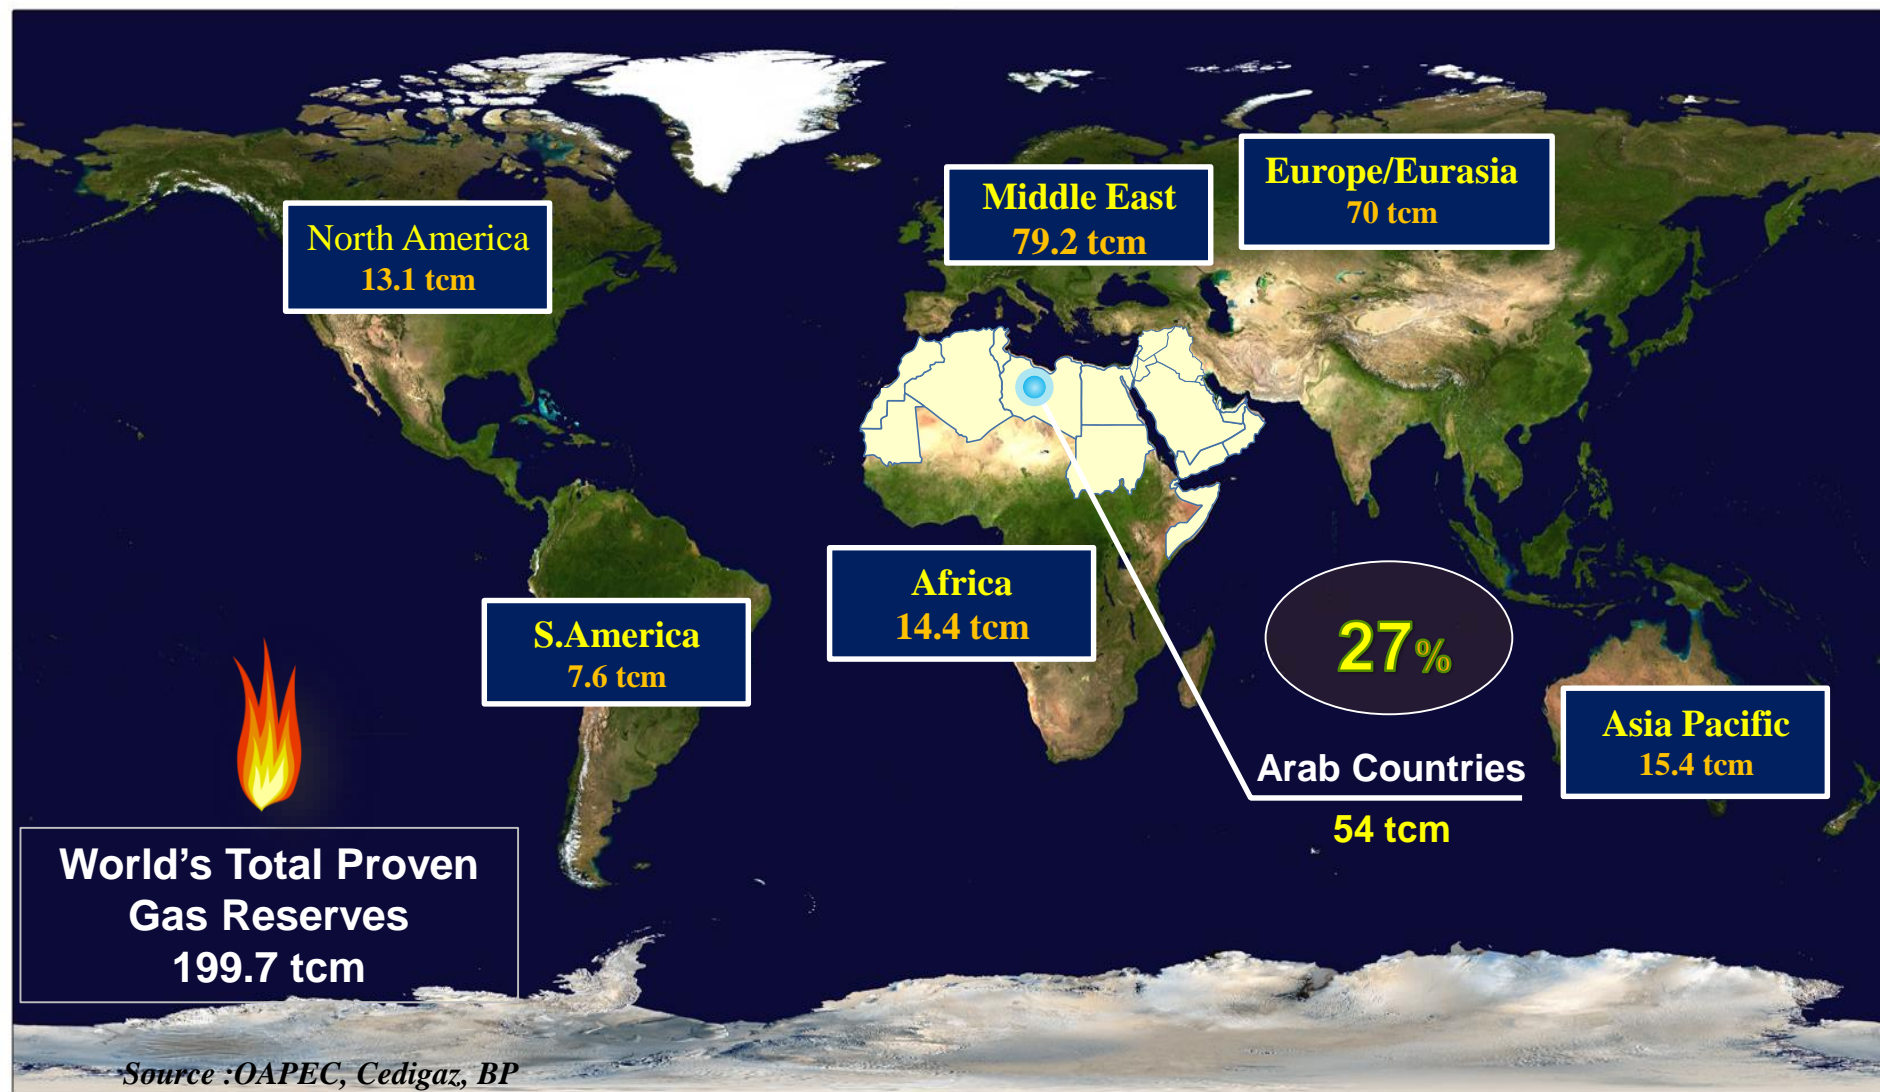 Middle East
79.2 tcm
Europe/Eurasia
70 tcm
North America
13.1 tcm
Africa
14.4 tcm
S.America
7.6 tcm
27%
Asia Pacific
15.4 tcm
Arab Countries
54 tcm
World’s Total Proven
Gas Reserves
199.7 tcm
Source :OAPEC, Cedigaz, BP